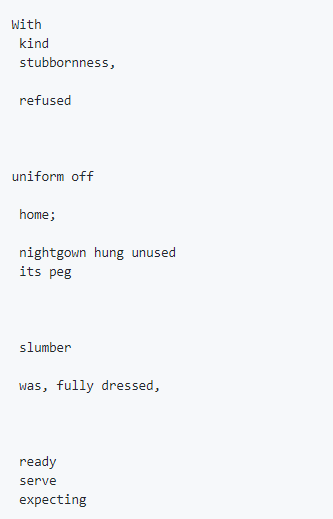 With
kind
stubbornness,
refused
uniform off
home;
nightgown hung unused
its peg
slumber
was, fully dressed,
ready
serve
expecting